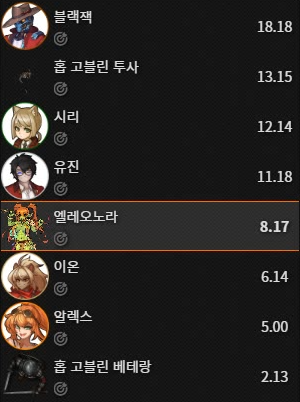 블랙잭
18.18
홉 고블린 투사
13.15
시리
12.14
유진
11.18
엘레오노라
8.17
이온
6.14
알렉스
5.00
홉 고블린 베테랑
2.13